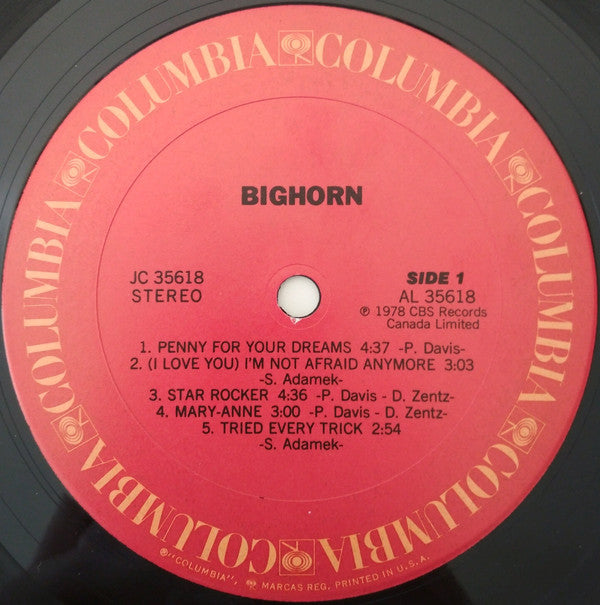 COLUMBIA COLUMBIA COLUMBIA COLUMBIA COLUMBIA COLUMBIA
BIGHORN
JC 35618
STEREO
SIDE 1
AL 35618
℗ 1978 CBS Records
Canada Limited
1. PENNY FOR YOUR DREAMS 4:37 -P. Davis-
2. (I LOVE YOU) I'M NOT AFRAID ANYMORE 3:03
-S. Adamek-
3. STAR ROCKER 4:36 -P. Davis - D. Zentz-
4. MARY-ANNE 3:00 -P. Davis - D. Zentz-
5. TRIED EVERY TRICK 2:54
-S. Adamek-
®"COLUMBIA", MARCAS REG. PRINTED IN U.S.A.